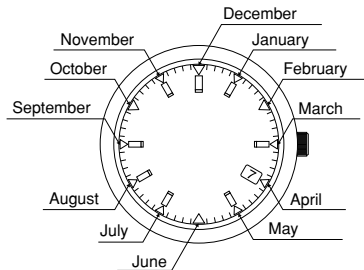 December
November
January
October
February
September
March
7
August
April
July
May
June